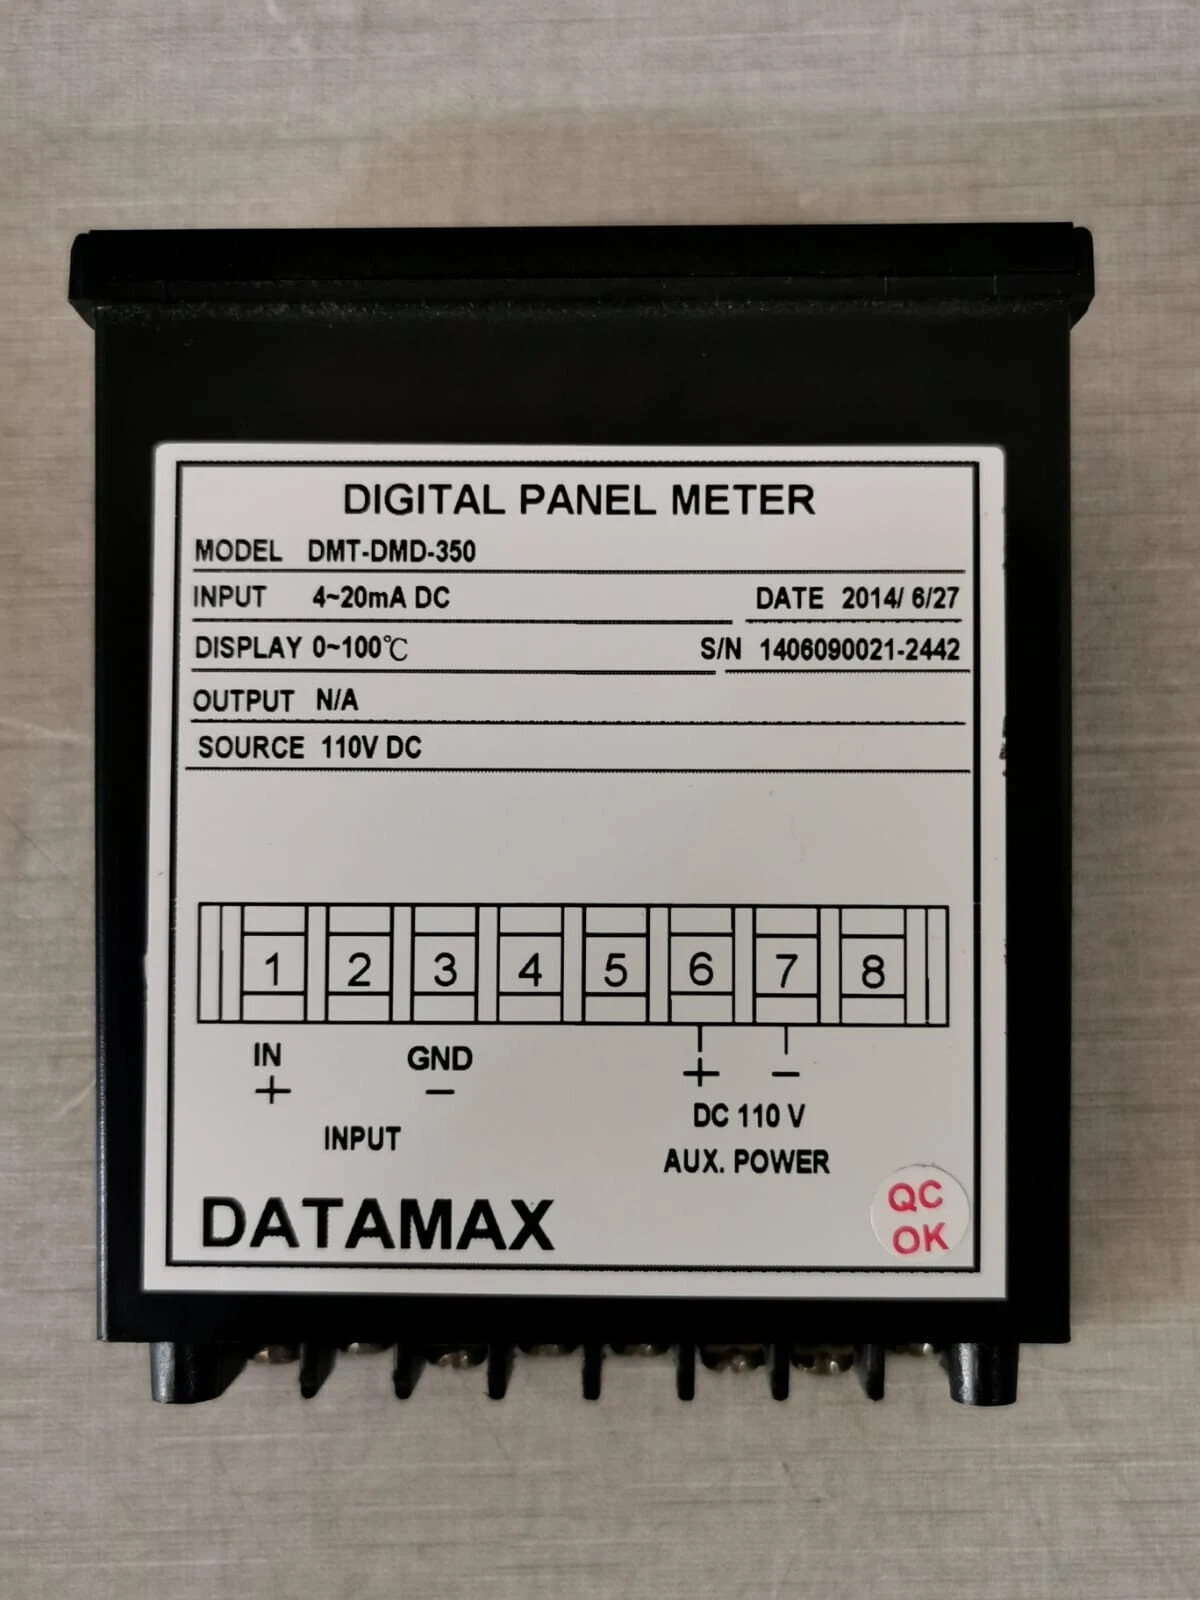 DIGITAL PANEL METER
MODEL DMT-DMD-350
INPUT 4~20mA DC DATE 2014/ 6/27
DISPLAY 0~100℃ S/N 1406090021-2442
OUTPUT N/A
SOURCE 110V DC
1 2 3 4 5 6 7 8
IN GND
+ − + −
INPUT DC 110 V
AUX. POWER
DATAMAX
QC
OK